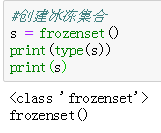 #创建冰冻集合
s = frozenset()
print(type(s))
print(s)
<class 'frozenset'>
frozenset()